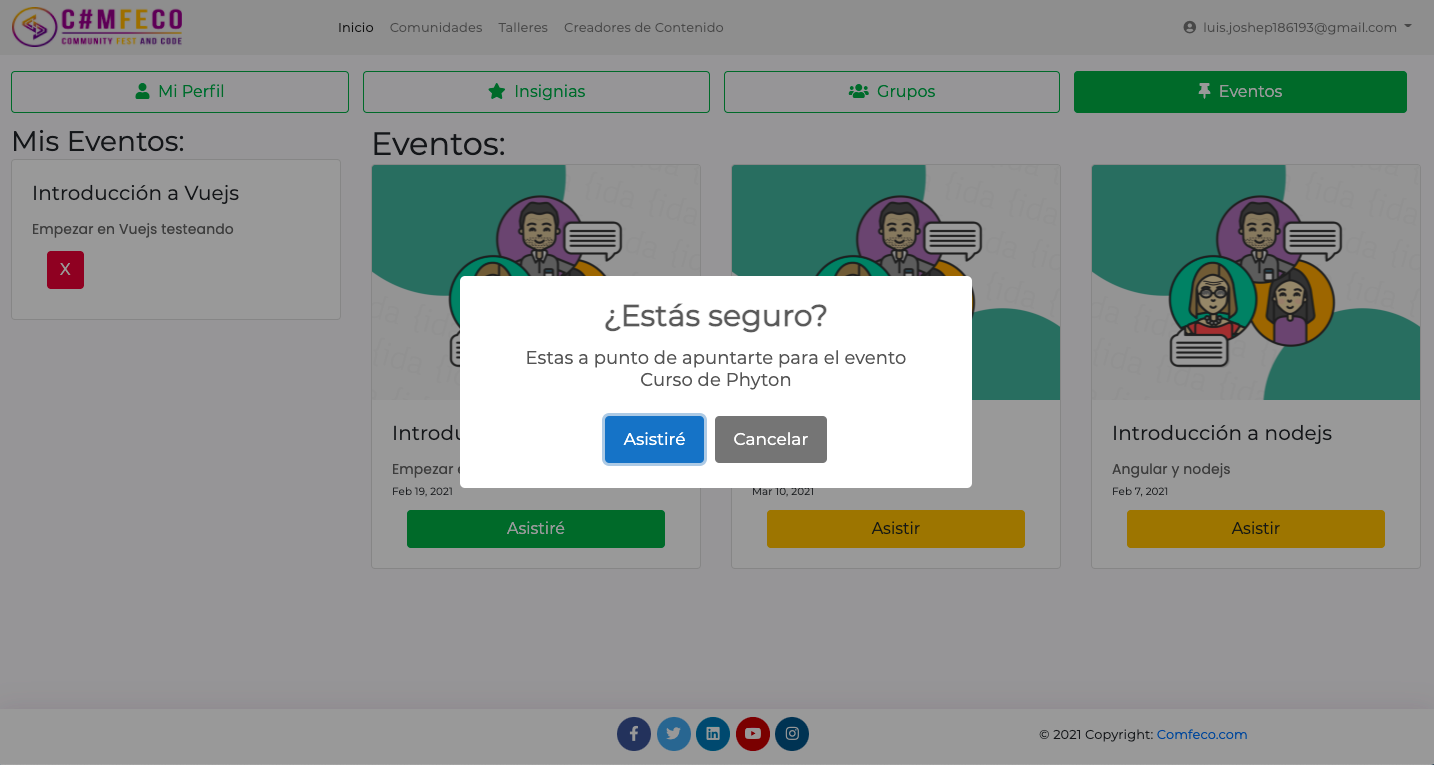 C#MFECO
COMMUNITY FEST AND CODE
Inicio Comunidades Talleres Creadores de Contenido
luis.joshep186193@gmail.com
Mi Perfil Insignias Grupos Eventos
Mis Eventos:
Eventos:
Introducción a Vuejs
Empezar en Vuejs testeando
X
¿Estás seguro?
Estas a punto de apuntarte para el evento
Curso de Phyton
Asistiré Cancelar
Empezar
Feb 19, 2021
Asistiré
Mar 10, 2021
Asistir
Introducción a nodejs
Angular y nodejs
Feb 7, 2021
Asistir
© 2021 Copyright: Comfeco.com